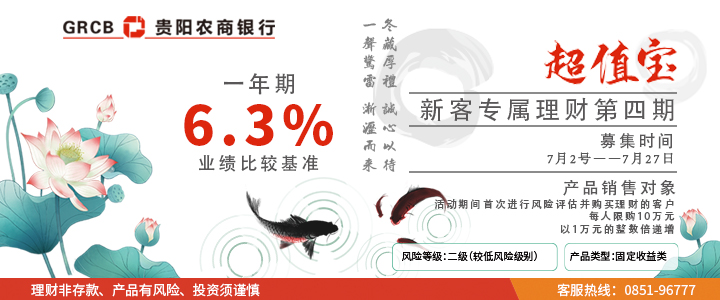 GRCB 贵阳农商银行
一年期
6.3%
业绩比较基准
冬藏厚禮 誠心以待
一聲驚雷 漸瀝而来
超值宝
新客专属理财第四期
募集时间
7月2号——7月27日
产品销售对象
活动期间首次进行风险评估并购买理财的客户
每人限购10万元
以1万元的整数倍递增
风险等级:二级(较低风险级别)
产品类型:固定收益类
理财非存款、产品有风险、投资须谨慎
客服热线：0851-96777